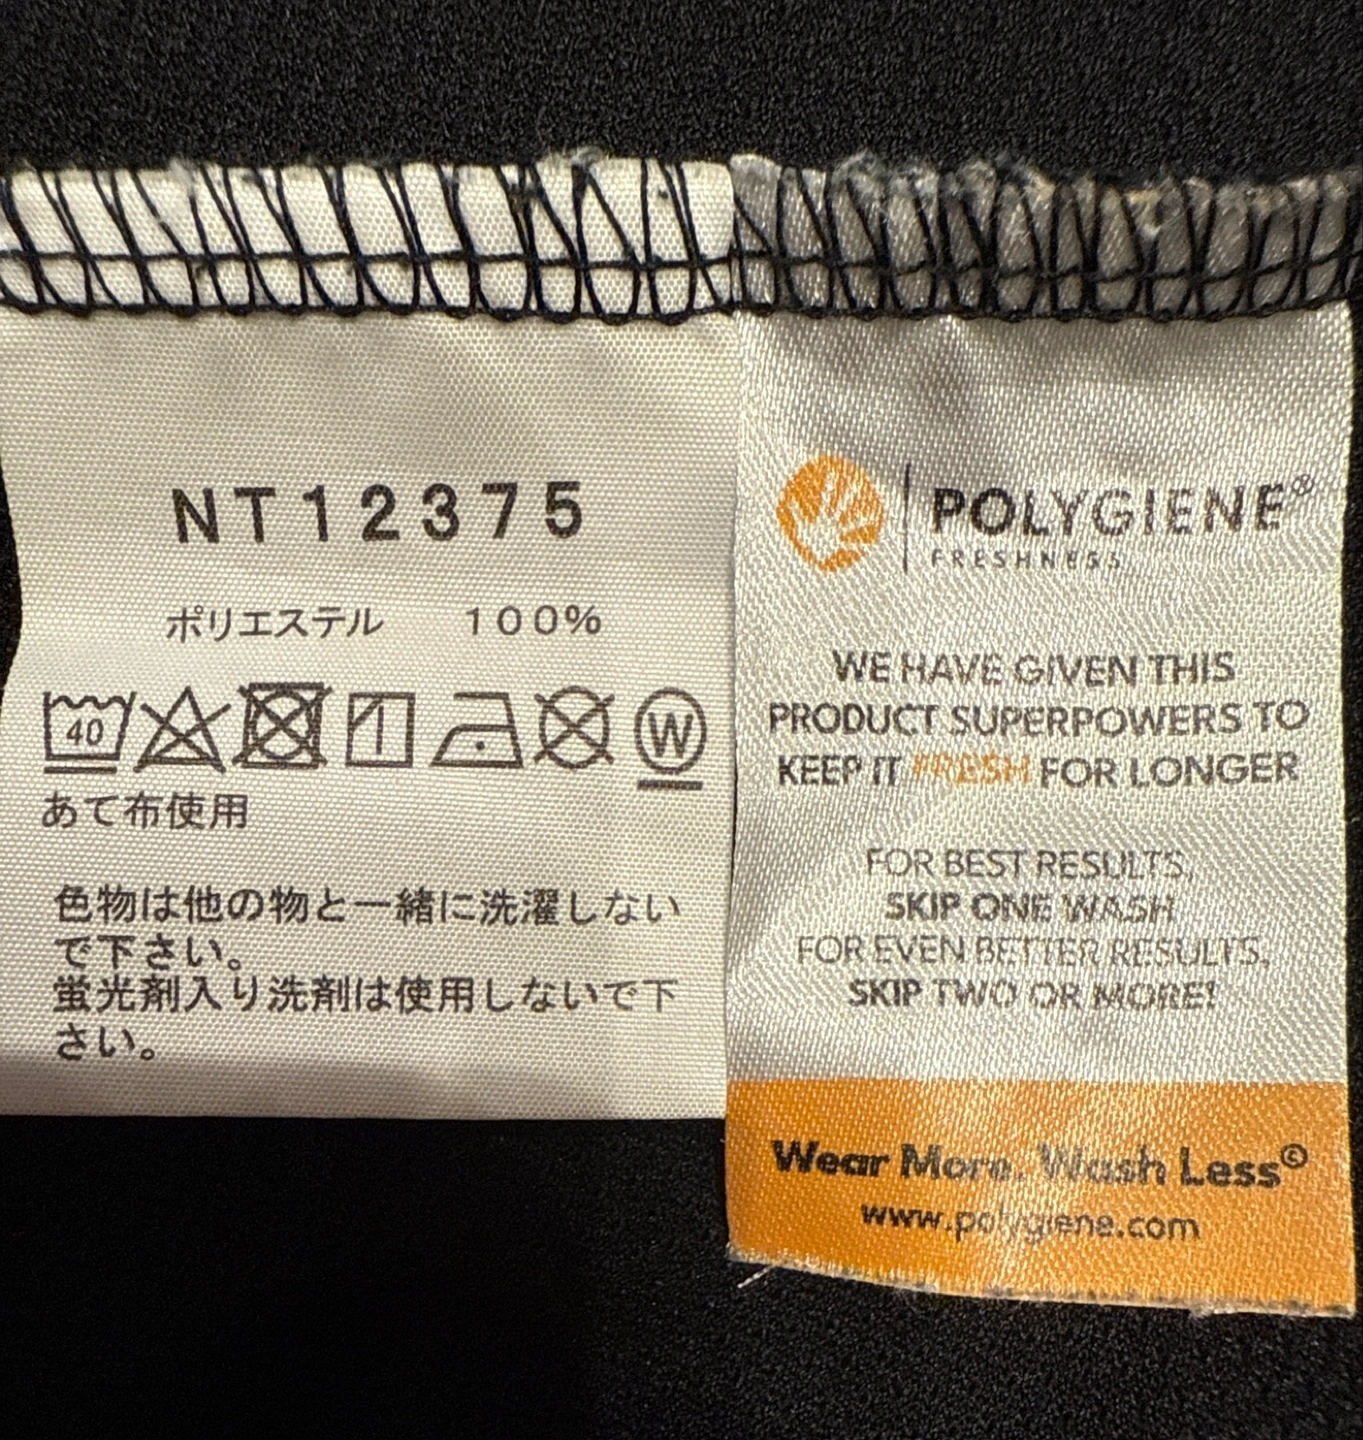 NT12375
ポリエステル 100%
40
W
あて布使用
色物は他の物と一緒に洗濯しない
で下さい。
蛍光剤入り洗剤は使用しないで下
さい。
POLYGIENE®
FRESHNESS
WE HAVE GIVEN THIS
PRODUCT SUPERPOWERS TO
KEEP IT FRESH FOR LONGER
FOR BEST RESULTS,
SKIP ONE WASH
FOR EVEN BETTER RESULTS,
SKIP TWO OR MORE!
Wear More. Wash Less©
www.polygiene.com